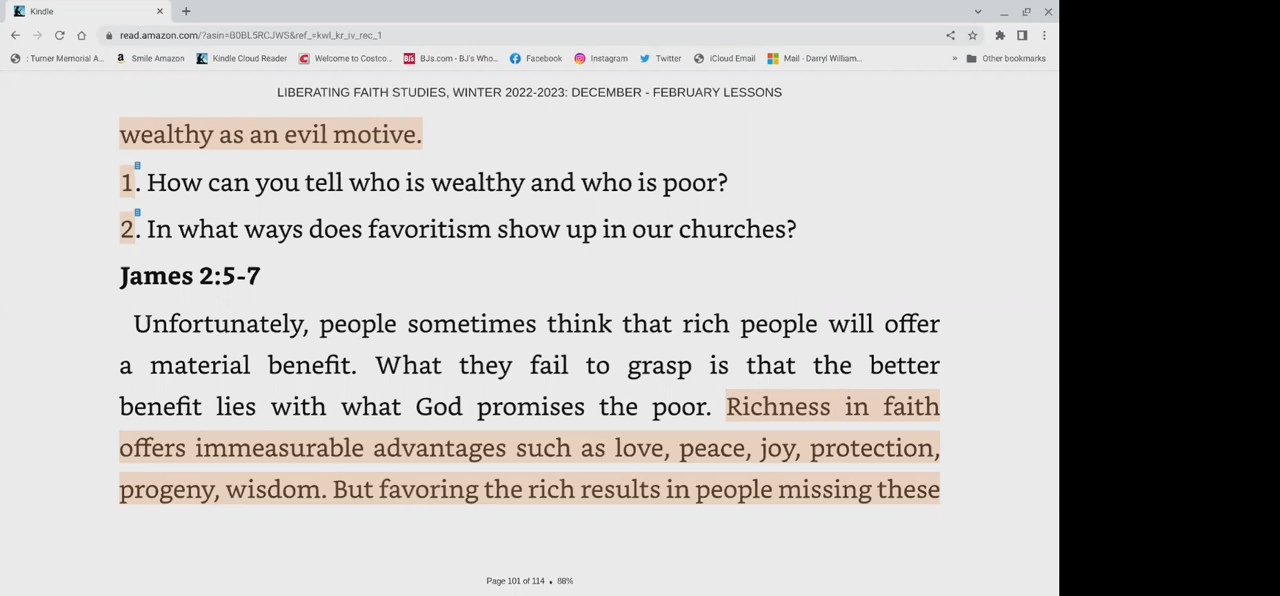 Kindle
read.amazon.com/?asin=B0BL5RCJWS&ref_=kwl_kr_iv_rec_1
: Turner Memorial A... Smile Amazon Kindle Cloud Reader Welcome to Costco... BJs.com - BJ's Who... Facebook Instagram Twitter iCloud Email Mail - Darryl William... » Other bookmarks
LIBERATING FAITH STUDIES, WINTER 2022-2023: DECEMBER - FEBRUARY LESSONS
wealthy as an evil motive.
1. How can you tell who is wealthy and who is poor?
2. In what ways does favoritism show up in our churches?
James 2:5-7
Unfortunately, people sometimes think that rich people will offer
a material benefit. What they fail to grasp is that the better
benefit lies with what God promises the poor. Richness in faith
offers immeasurable advantages such as love, peace, joy, protection,
progeny, wisdom. But favoring the rich results in people missing these
Page 101 of 114 • 88%